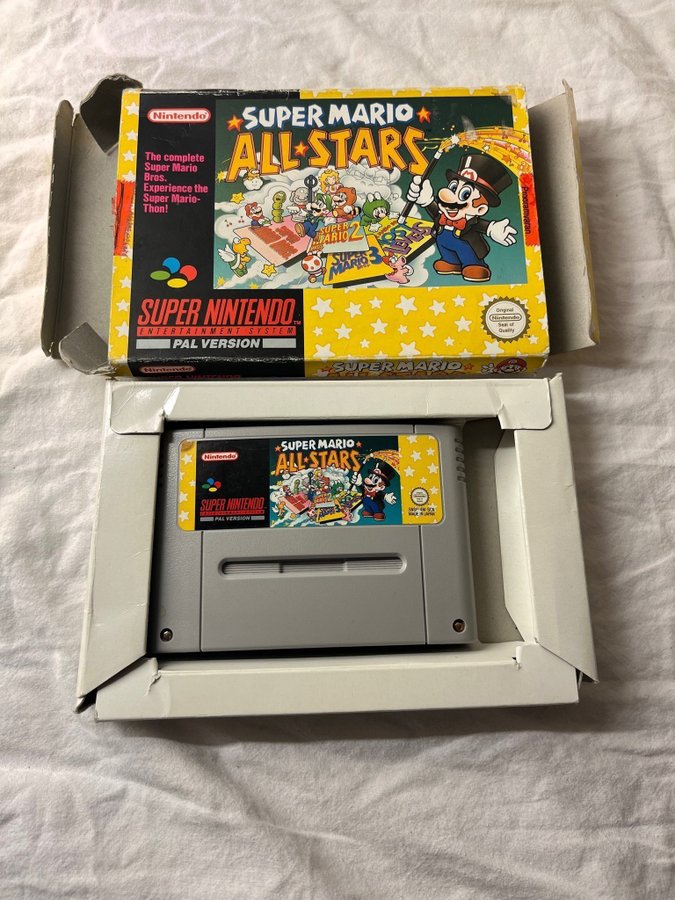 Nintendo
SUPER MARIO
ALL★STARS
The complete
Super Mario
Bros.
Experience the
Super Mario-
Thon!
SUPER
MARIO 2
SUPER
MARIO 3
SUPER NINTENDO
ENTERTAINMENT SYSTEM
PAL VERSION
Original
Nintendo
Seal of
Quality
Nintendo
SUPER MARIO
Nintendo
SUPER MARIO
ALL★STARS
SUPER NINTENDO
ENTERTAINMENT SYSTEM
PAL VERSION
MADE IN JAPAN